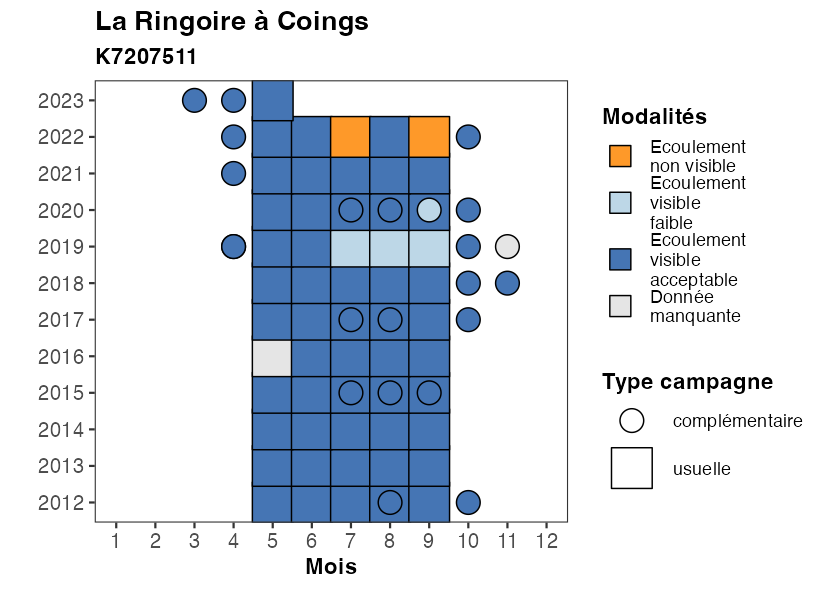 La Ringoire à Coings
K7207511
2023
2022
2021
2020
2019
2018
2017
2016
2015
2014
2013
2012
1 2 3 4 5 6 7 8 9 10 11 12
Mois
Modalités
Ecoulement
non visible
Ecoulement
visible
faible
Ecoulement
visible
acceptable
Donnée
manquante
Type campagne
complémentaire
usuelle